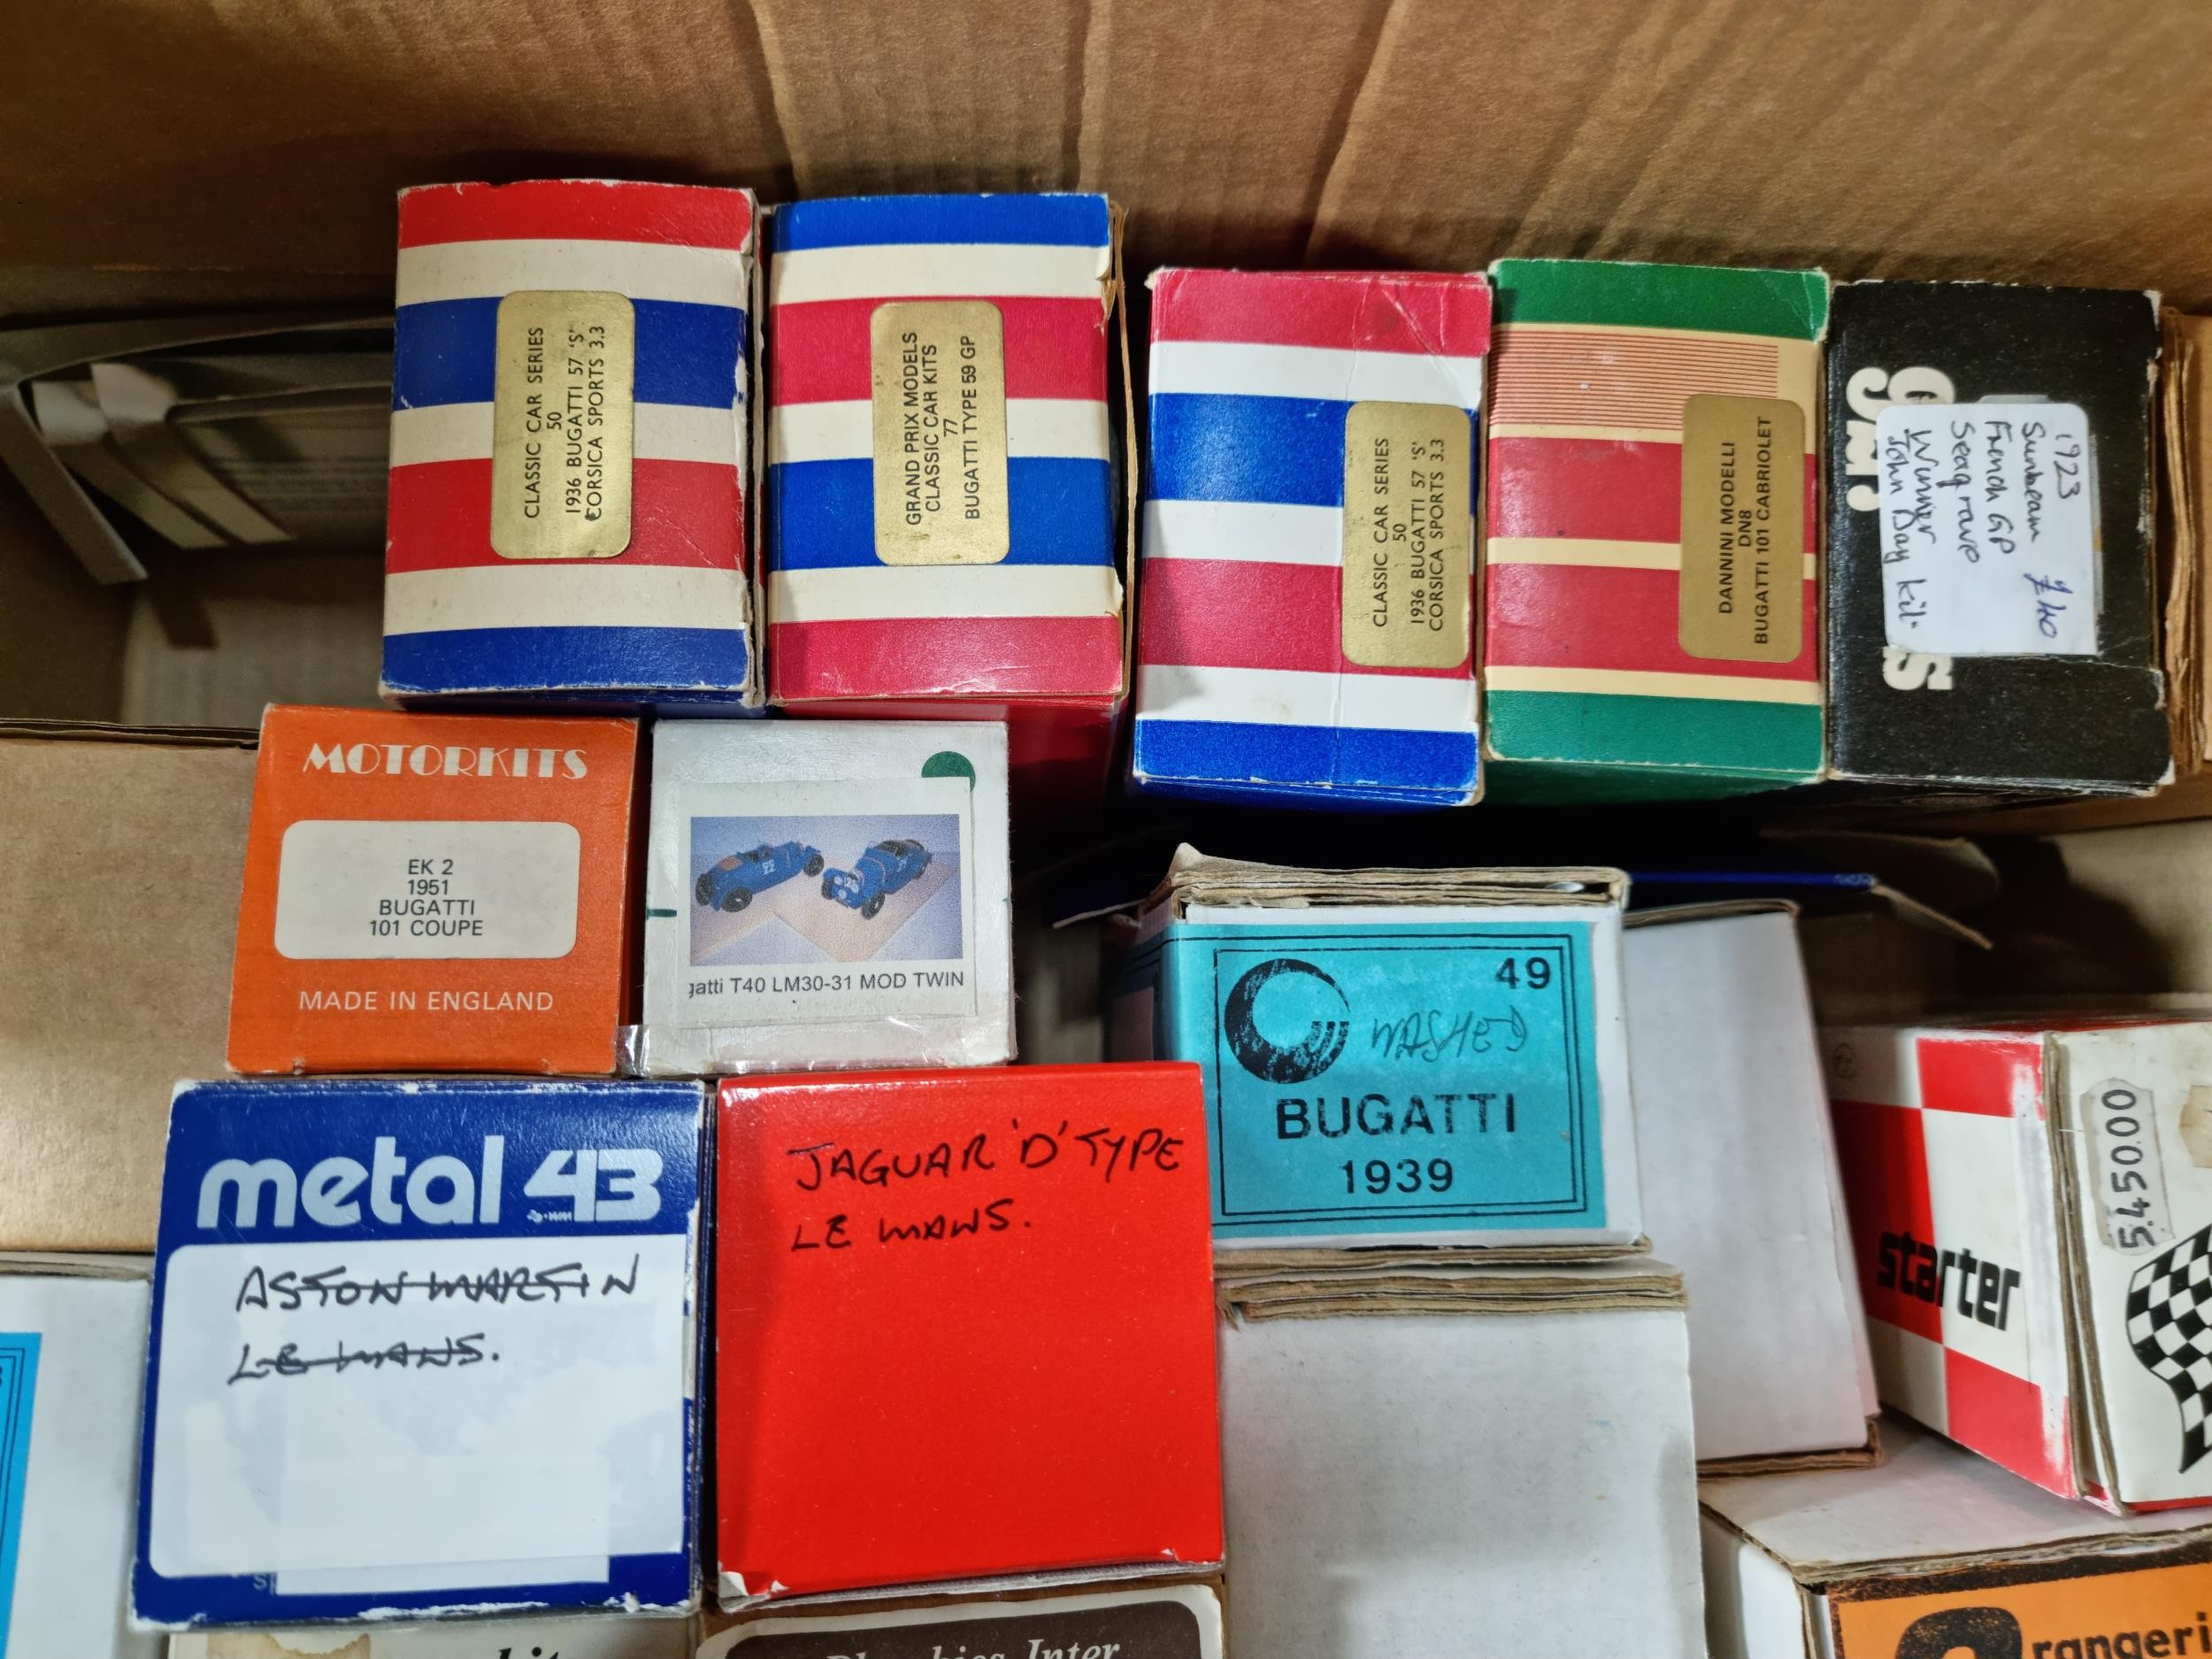 CLASSIC CAR SERIES
50
1936 BUGATTI 57 'S'
CORSICA SPORTS 3.3
GRAND PRIX MODELS
CLASSIC CAR KITS
77
BUGATTI TYPE 59 GP
CLASSIC CAR SERIES
50
1936 BUGATTI 57 'S'
CORSICA SPORTS 3.3
DANNINI MODELLI
DN8
BUGATTI 101 CABRIOLET
1923
Sunbeam £40
French GP
Seagrave
Winner
John Day kit.
MOTORKITS
EK 2
1951
BUGATTI
101 COUPE
MADE IN ENGLAND
gatti T40 LM30-31 MOD TWIN
49
BUGATTI
1939
metal 43
ASTON MARTIN
LE MANS.
JAGUAR 'D' TYPE
LE MANS.
starter
5.450.00
Inter
rangeri